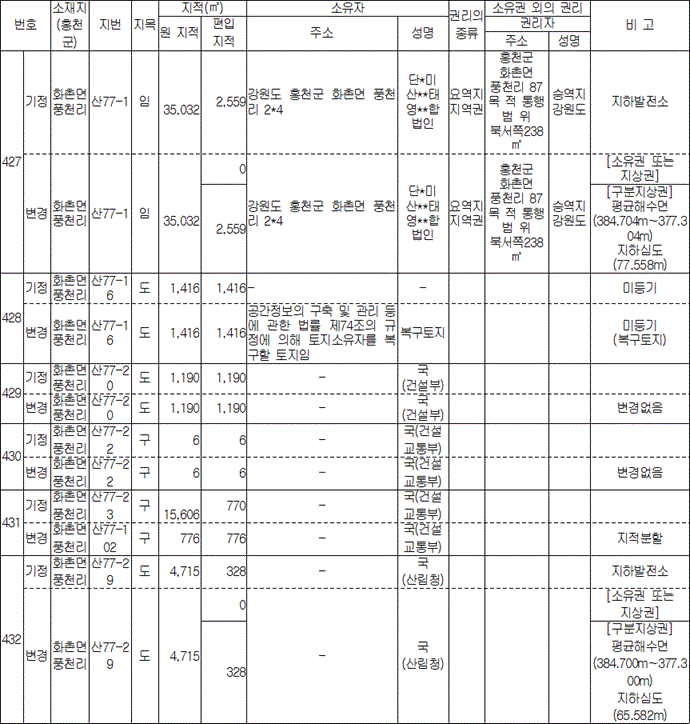 번호 소재지 (홍천군) 지번 지목 지적(㎡) 소유자 권리의 종류 소유권 외의 권리 비 고
원 지적 편입 지적 주소 성명 권리자
주소 성명
427
기정 화촌면 풍천리 산77-1 임 35,032 2,559 강원도 홍천군 화촌면 풍천리 2*4 단*미 산**태 영**합 법인 요역지 지역권 홍천군 화촌면 풍천리 87 목 적 통행 범 위 북서쪽238㎡ 승역지 강원도 지하발전소
변경 화촌면 풍천리 산77-1 임 35,032 0 강원도 홍천군 화촌면 풍천리 2*4 단*미 산**태 영**합 법인 요역지 지역권 홍천군 화촌면 풍천리 87 목 적 통행 범 위 북서쪽238㎡ 승역지 강원도 [소유권 또는 지상권]
2,559 [구분지상권] 평균해수면 (384.704m~377.304m) 지하심도 (77.558m)
428
기정 화촌면 풍천리 산77-16 도 1,416 1,416 - - 미등기
변경 화촌면 풍천리 산77-16 도 1,416 1,416 공간정보의 구축 및 관리 등에 관한 법률 제74조의 규정에 의해 토지소유자를 복구할 토지임 복구토지 미등기 (복구토지)
429
기정 화촌면 풍천리 산77-20 도 1,190 1,190 - 국 (건설부)
변경 화촌면 풍천리 산77-20 도 1,190 1,190 - 국 (건설부) 변경없음
430
기정 화촌면 풍천리 산77-22 구 6 6 - 국(건설교통부)
변경 화촌면 풍천리 산77-22 구 6 6 - 국(건설교통부) 변경없음
431
기정 화촌면 풍천리 산77-23 구 15,606 770 - 국(건설교통부)
변경 화촌면 풍천리 산77-102 구 776 776 - 국(건설교통부) 지적분할
432
기정 화촌면 풍천리 산77-29 도 4,715 328 - 국 (산림청) 지하발전소
변경 화촌면 풍천리 산77-29 도 4,715 0 - 국 (산림청) [소유권 또는 지상권]
328 [구분지상권] 평균해수면 (384.700m~377.300m) 지하심도 (65.582m)